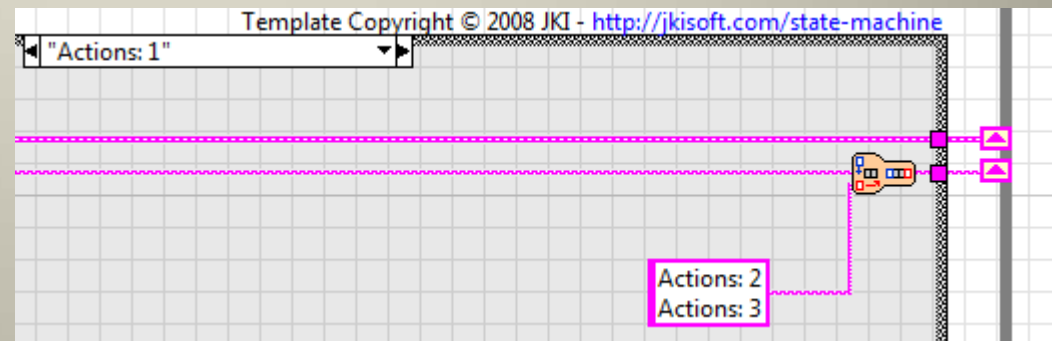 Template Copyright © 2008 JKI - http://jkisoft.com/state-machine
"Actions: 1"
Actions: 2
Actions: 3